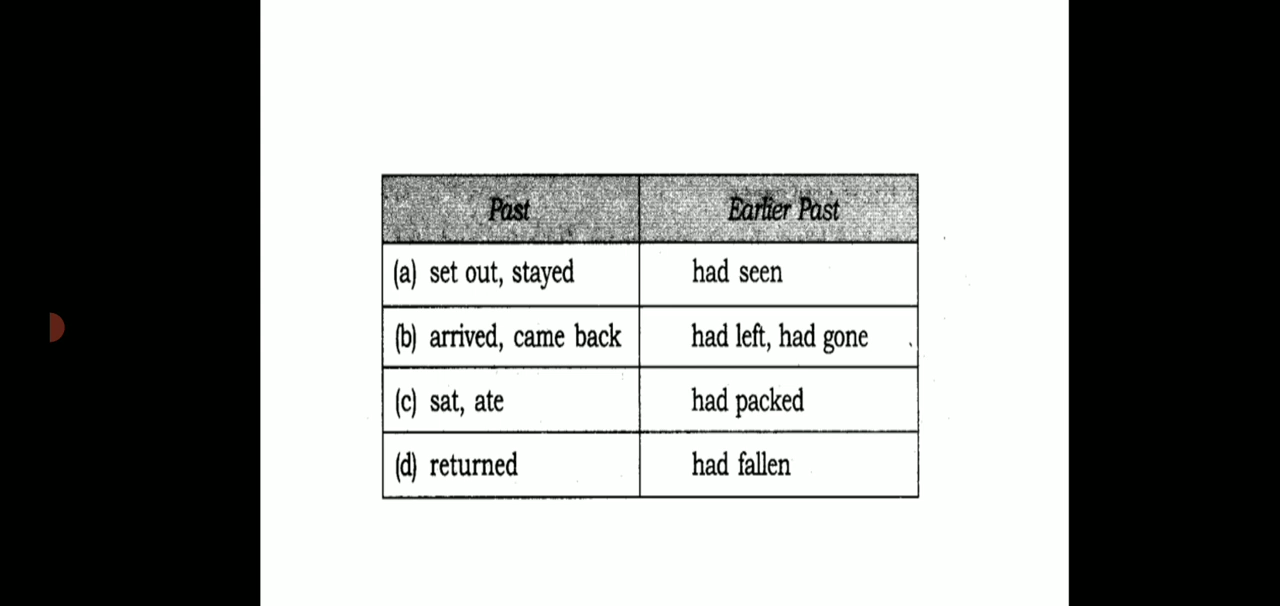 Past Earlier Past
(a) set out, stayed had seen
(b) arrived, came back had left, had gone
(c) sat, ate had packed
(d) returned had fallen